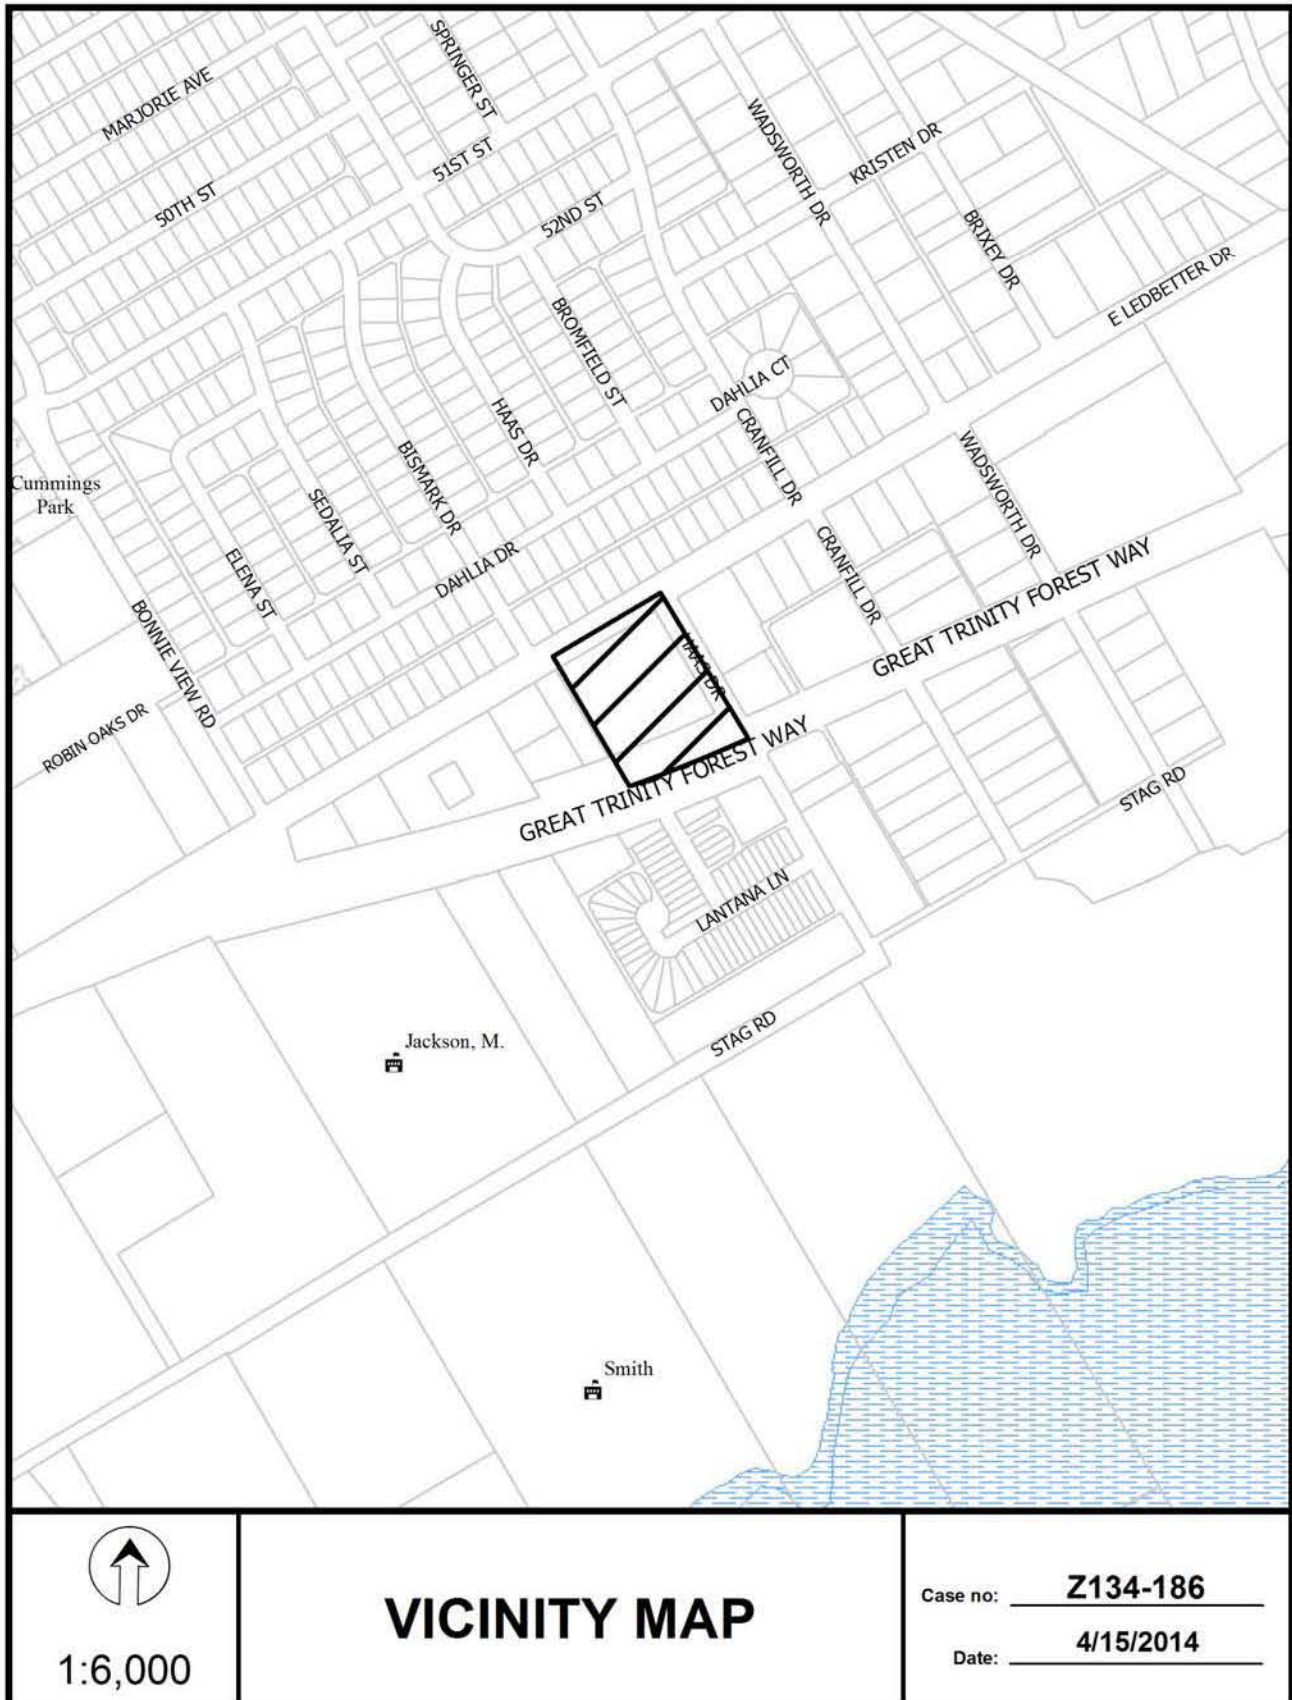 SPRINGER ST
MARJORIE AVE
WADSWORTH DR
51ST ST
KRISTEN DR
50TH ST
52ND ST
BRIXEY DR
E LEDBETTER DR
BROMFIELD ST
DAHLIA CT
HAAS DR
CRANFILL DR
BISMARK DR
WADSWORTH DR
Cummings
Park
SEDALIA ST
CRANFILL DR
ELENA ST
DAHLIA DR
GREAT TRINITY FOREST WAY
BONNIE VIEW RD
HAAS DR
ROBIN OAKS DR
GREAT TRINITY FOREST WAY
STAG RD
LANTANA LN
STAG RD
Jackson, M.
Smith
1:6,000
VICINITY MAP
Case no: Z134-186
Date: 4/15/2014